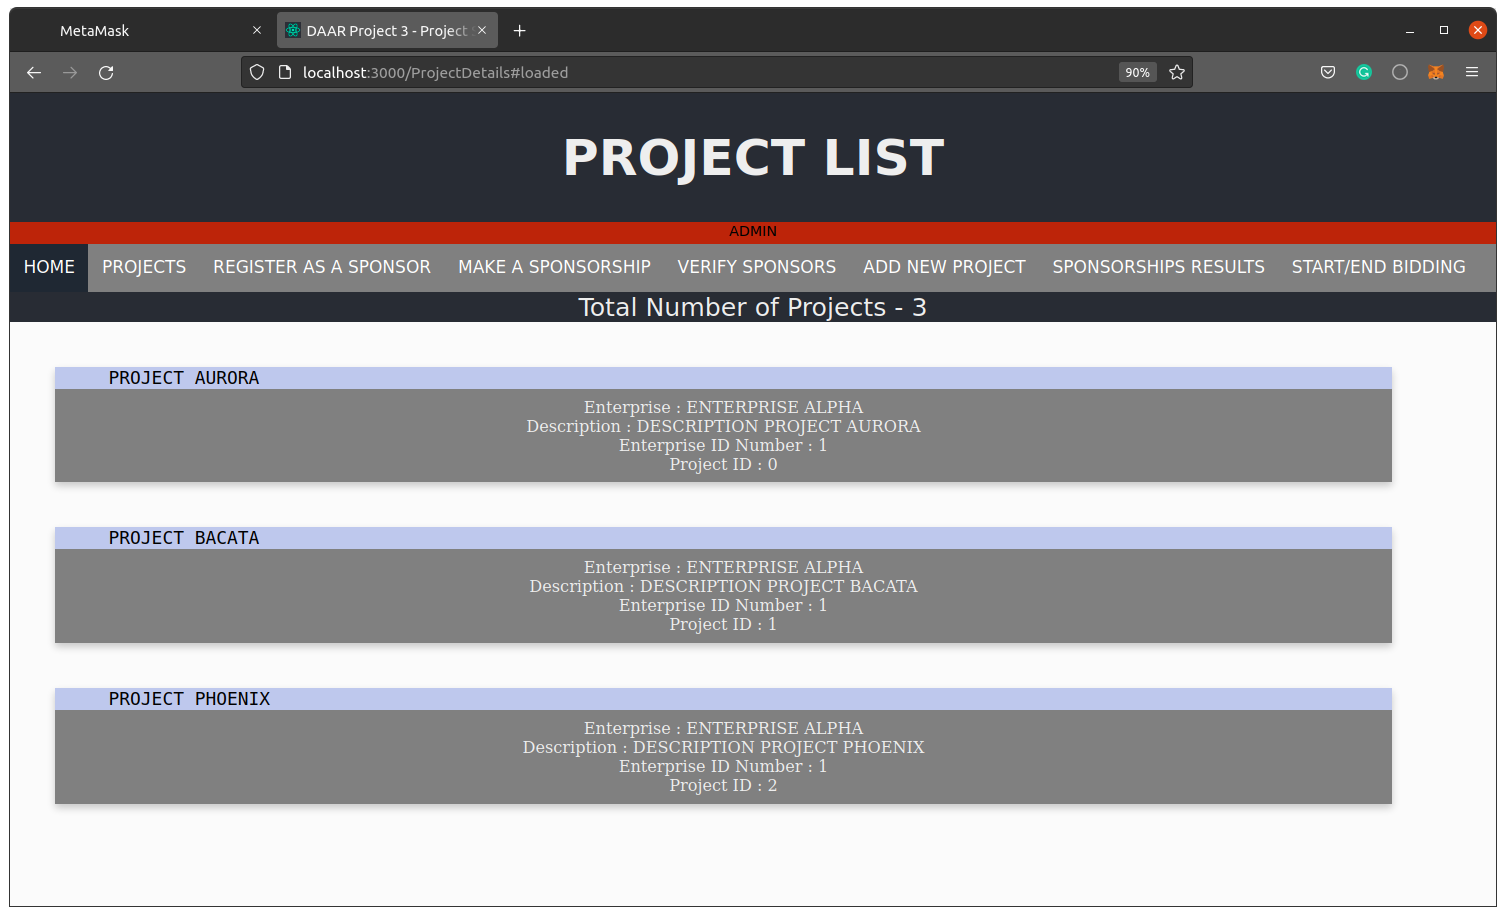 MetaMask
DAAR Project 3 - Project
localhost:3000/ProjectDetails#loaded
90%
PROJECT LIST
ADMIN
HOME PROJECTS REGISTER AS A SPONSOR MAKE A SPONSORSHIP VERIFY SPONSORS ADD NEW PROJECT SPONSORSHIPS RESULTS START/END BIDDING
Total Number of Projects - 3
PROJECT AURORA
Enterprise : ENTERPRISE ALPHA
Description : DESCRIPTION PROJECT AURORA
Enterprise ID Number : 1
Project ID : 0
PROJECT BACATA
Enterprise : ENTERPRISE ALPHA
Description : DESCRIPTION PROJECT BACATA
Enterprise ID Number : 1
Project ID : 1
PROJECT PHOENIX
Enterprise : ENTERPRISE ALPHA
Description : DESCRIPTION PROJECT PHOENIX
Enterprise ID Number : 1
Project ID : 2